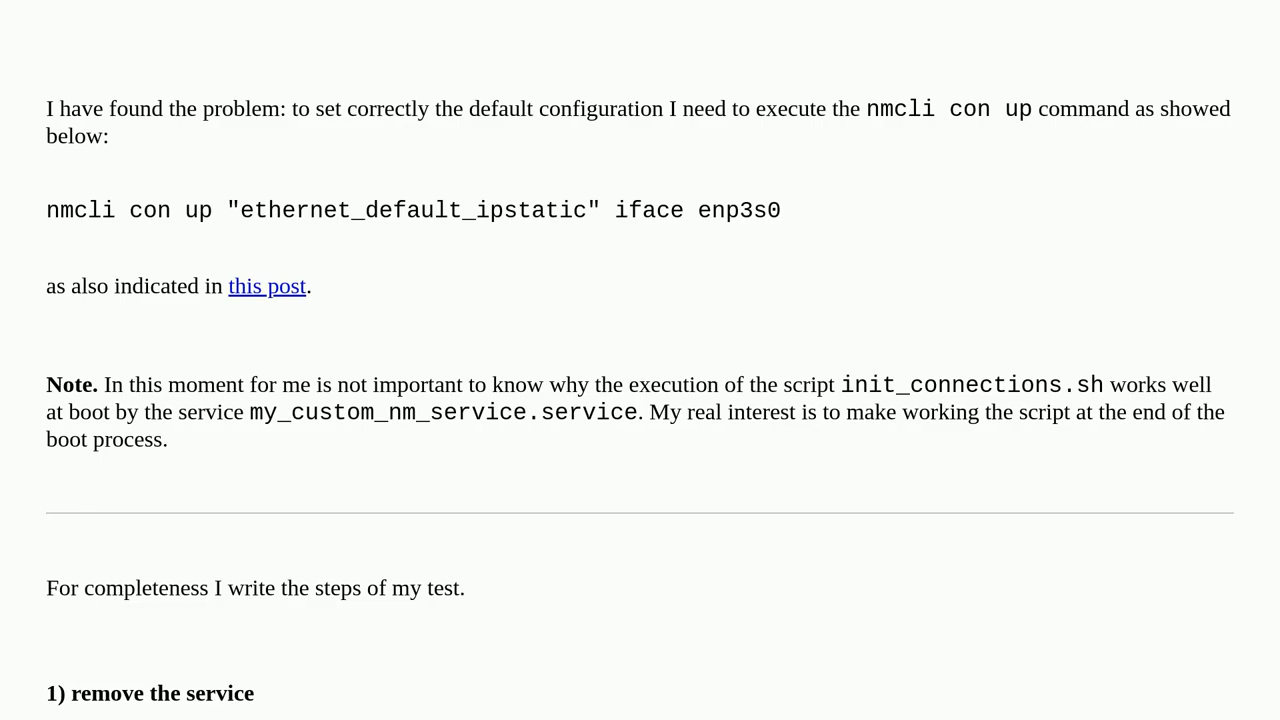 I have found the problem: to set correctly the default configuration I need to execute the nmcli con up command as showed
below:
nmcli con up "ethernet_default_ipstatic" iface enp3s0
as also indicated in this post.
Note. In this moment for me is not important to know why the execution of the script init_connections.sh works well
at boot by the service my_custom_nm_service.service. My real interest is to make working the script at the end of the
boot process.
For completeness I write the steps of my test.
1) remove the service